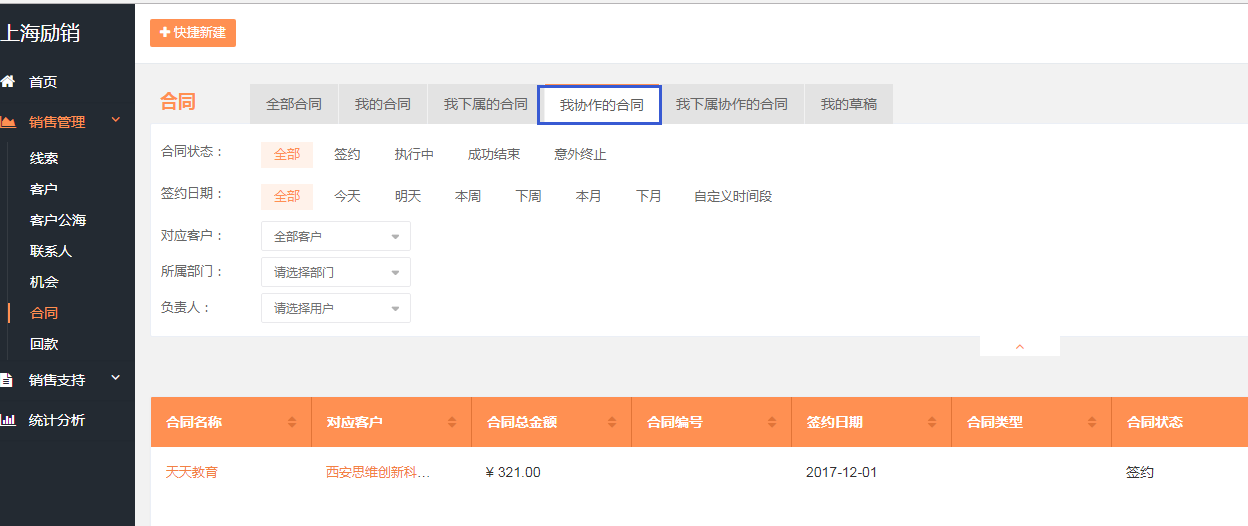 上海励销
快捷新建
首页
销售管理
线索
客户
客户公海
联系人
机会
合同
回款
销售支持
统计分析
合同 全部合同 我的合同 我下属的合同 我协作的合同 我下属协作的合同 我的草稿
合同状态： 全部 签约 执行中 成功结束 意外终止
签约日期： 全部 今天 明天 本周 下周 本月 下月 自定义时间段
对应客户： 全部客户
所属部门： 请选择部门
负责人： 请选择用户
合同名称 对应客户 合同总金额 合同编号 签约日期 合同类型 合同状态
天天教育 西安思维创新科… ¥ 321.00 2017-12-01 签约